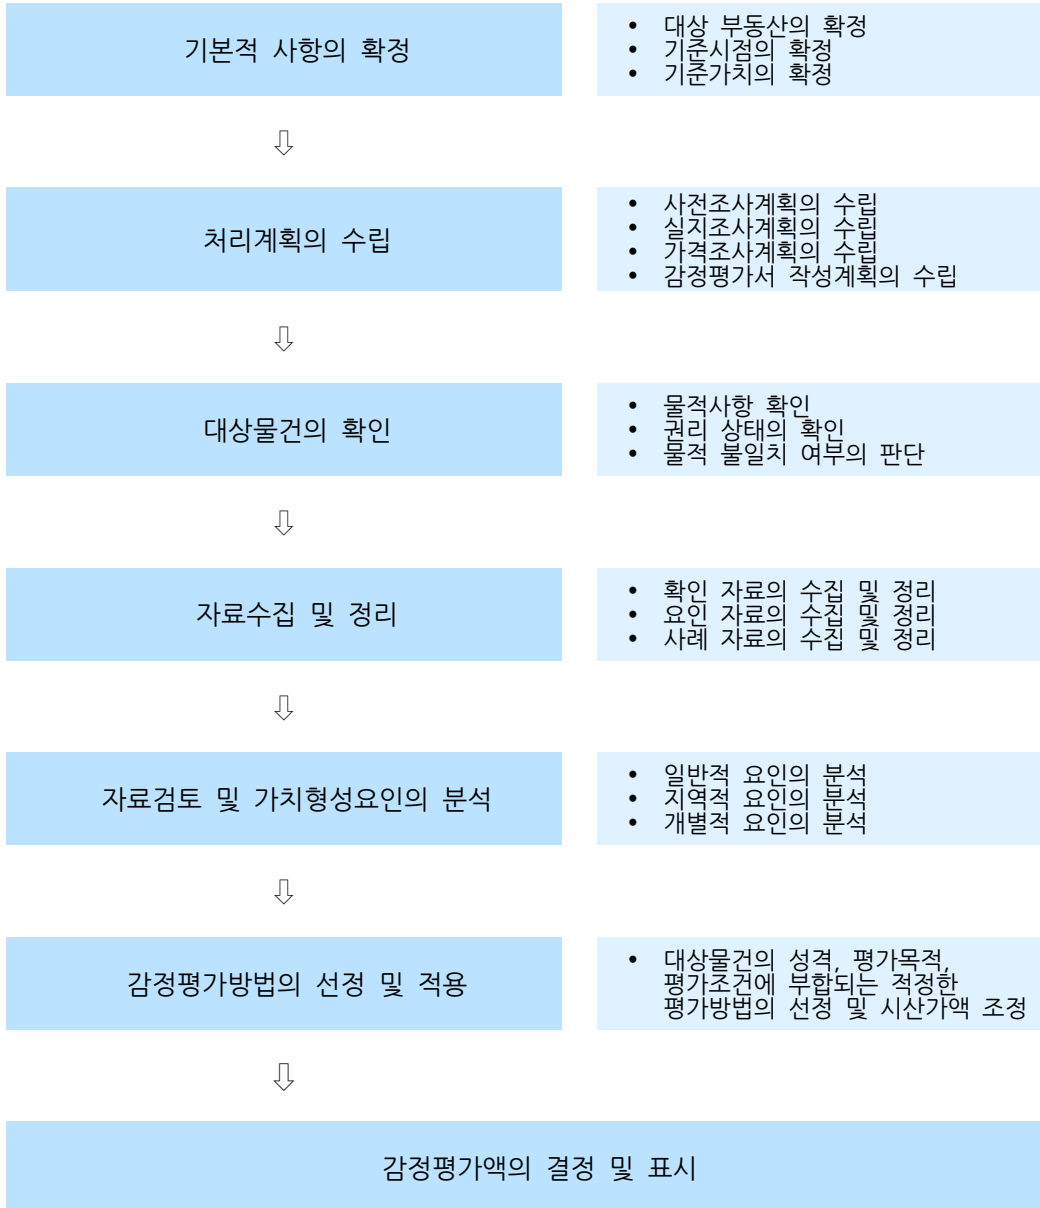 기본적 사항의 확정
• 대상 부동산의 확정
• 기준시점의 확정
• 기준가치의 확정
⇩
처리계획의 수립
• 사전조사계획의 수립
• 실지조사계획의 수립
• 가격조사계획의 수립
• 감정평가서 작성계획의 수립
⇩
대상물건의 확인
• 물적사항 확인
• 권리 상태의 확인
• 물적 불일치 여부의 판단
⇩
자료수집 및 정리
• 확인 자료의 수집 및 정리
• 요인 자료의 수집 및 정리
• 사례 자료의 수집 및 정리
⇩
자료검토 및 가치형성요인의 분석
• 일반적 요인의 분석
• 지역적 요인의 분석
• 개별적 요인의 분석
⇩
감정평가방법의 선정 및 적용
• 대상물건의 성격, 평가목적,
평가조건에 부합되는 적정한
평가방법의 선정 및 시산가액 조정
⇩
감정평가액의 결정 및 표시